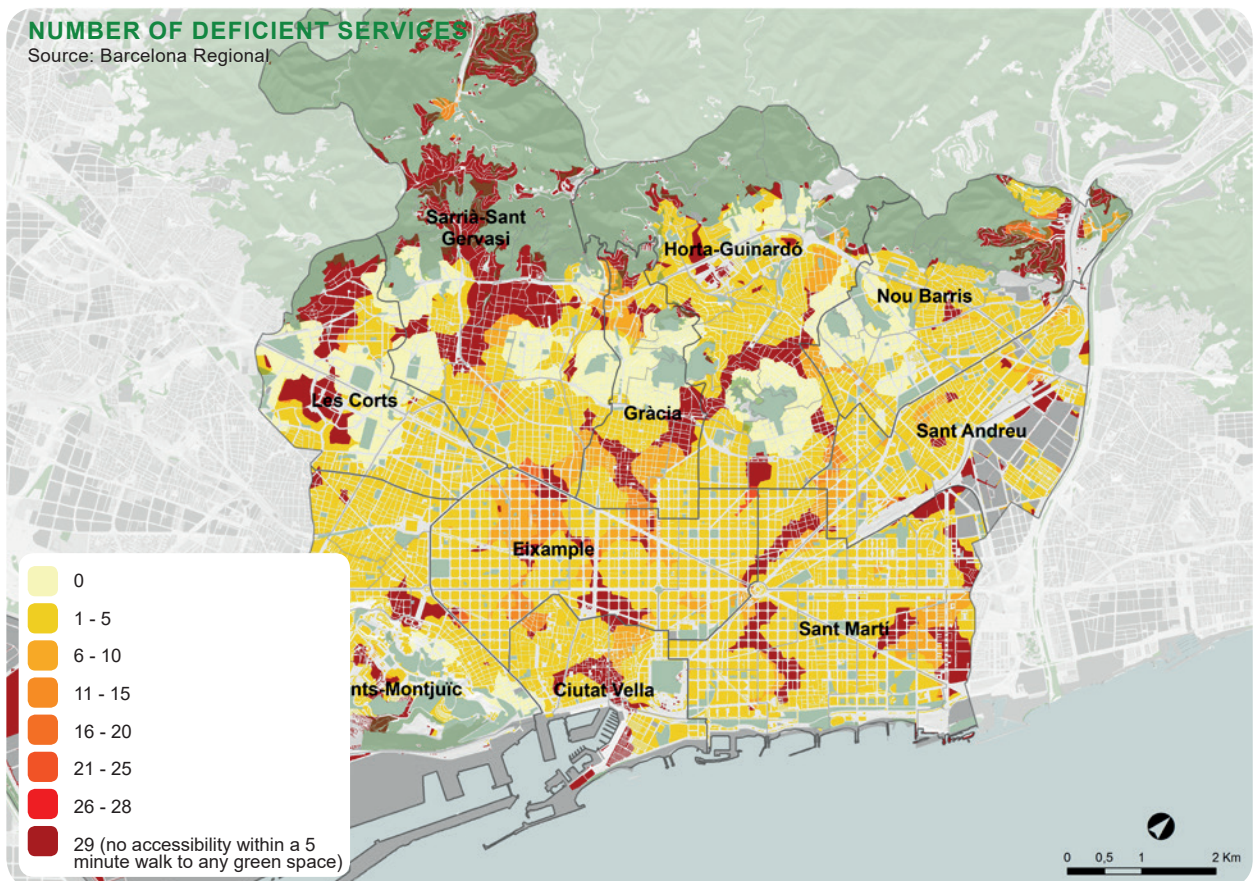 NUMBER OF DEFICIENT SERVICES
Source: Barcelona Regional
Sarrià-Sant
Gervasi
Horta-Guinardó
Nou Barris
Les Corts
Gràcia
Sant Andreu
Eixample
Sant Martí
nts-Montjuïc
Ciutat Vella
0
1 - 5
6 - 10
11 - 15
16 - 20
21 - 25
26 - 28
29 (no accessibility within a 5
minute walk to any green space)
0 0,5 1 2 Km